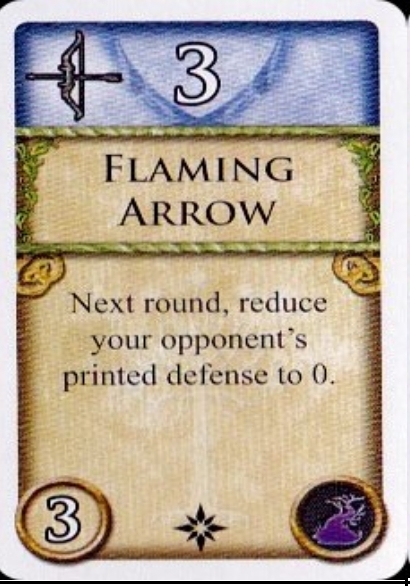 3
FLAMING
ARROW
Next round, reduce
your opponent's
printed defense to 0.
3